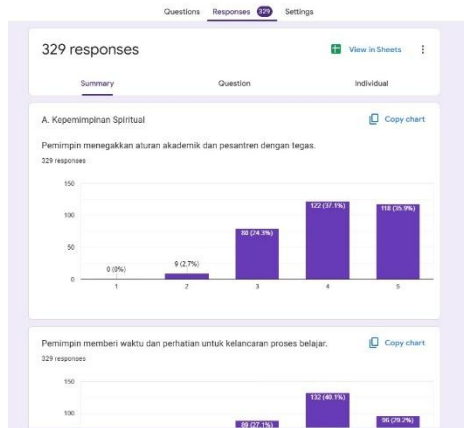 Questions Responses 329 Settings
329 responses
View in Sheets
Summary Question Individual
A. Kepemimpinan Spiritual
Copy chart
Pemimpin menegakkan aturan akademik dan pesantren dengan tegas.
329 responses
150
100
50
0
0 (0%)
9 (2.7%)
80 (24.3%)
122 (37.1%)
118 (35.9%)
1 2 3 4 5
Pemimpin memberi waktu dan perhatian untuk kelancaran proses belajar.
Copy chart
329 responses
150
100
89 (27.1%)
132 (40.1%)
96 (29.2%)